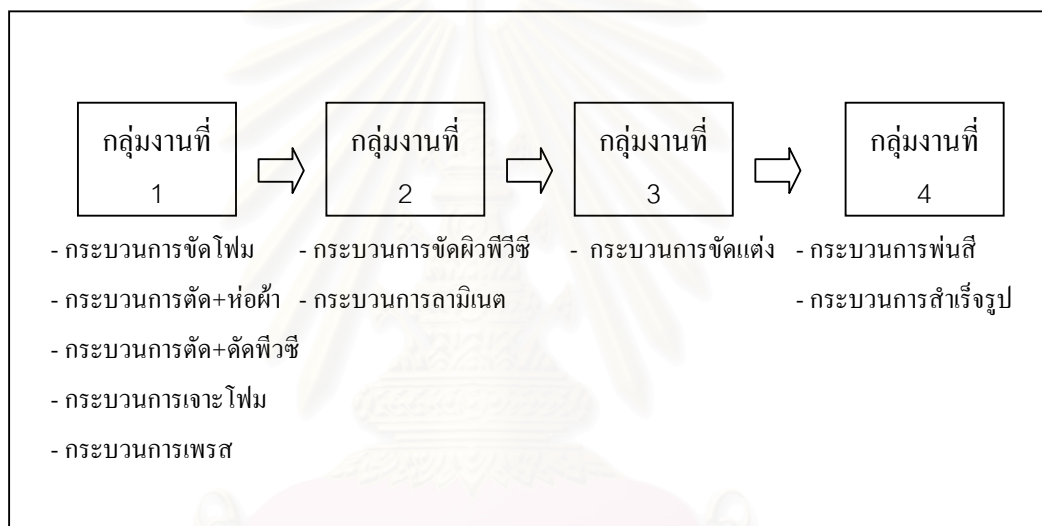 กลุ่มงานที่
1
กลุ่มงานที่
2
กลุ่มงานที่
3
กลุ่มงานที่
4
- กระบวนการขัดโฟม
- กระบวนการตัด+ห่อผ้า
- กระบวนการตัด+ดัดพีวซี
- กระบวนการเจาะโฟม
- กระบวนการเพรส
- กระบวนการขัดผิวพีวีซี
- กระบวนการลามิเนต
- กระบวนการขัดแต่ง
- กระบวนการพ่นสี
- กระบวนการสำเร็จรูป